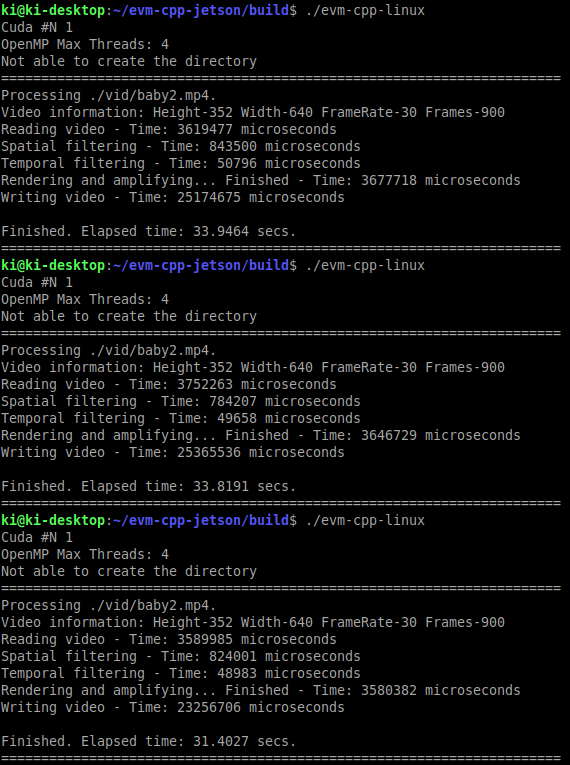 ki@ki-desktop:~/evm-cpp-jetson/build$ ./evm-cpp-linux
Cuda #N 1
OpenMP Max Threads: 4
Not able to create the directory
======================================================================
Processing ./vid/baby2.mp4.
Video information: Height-352 Width-640 FrameRate-30 Frames-900
Reading video - Time: 3619477 microseconds
Spatial filtering - Time: 843500 microseconds
Temporal filtering - Time: 50796 microseconds
Rendering and amplifying... Finished - Time: 3677718 microseconds
Writing video - Time: 25174675 microseconds
Finished. Elapsed time: 33.9464 secs.
======================================================================
ki@ki-desktop:~/evm-cpp-jetson/build$ ./evm-cpp-linux
Cuda #N 1
OpenMP Max Threads: 4
Not able to create the directory
======================================================================
Processing ./vid/baby2.mp4.
Video information: Height-352 Width-640 FrameRate-30 Frames-900
Reading video - Time: 3752263 microseconds
Spatial filtering - Time: 784207 microseconds
Temporal filtering - Time: 49658 microseconds
Rendering and amplifying... Finished - Time: 3646729 microseconds
Writing video - Time: 25365536 microseconds
Finished. Elapsed time: 33.8191 secs.
======================================================================
ki@ki-desktop:~/evm-cpp-jetson/build$ ./evm-cpp-linux
Cuda #N 1
OpenMP Max Threads: 4
Not able to create the directory
======================================================================
Processing ./vid/baby2.mp4.
Video information: Height-352 Width-640 FrameRate-30 Frames-900
Reading video - Time: 3589985 microseconds
Spatial filtering - Time: 824001 microseconds
Temporal filtering - Time: 48983 microseconds
Rendering and amplifying... Finished - Time: 3580382 microseconds
Writing video - Time: 23256706 microseconds
Finished. Elapsed time: 31.4027 secs.
======================================================================